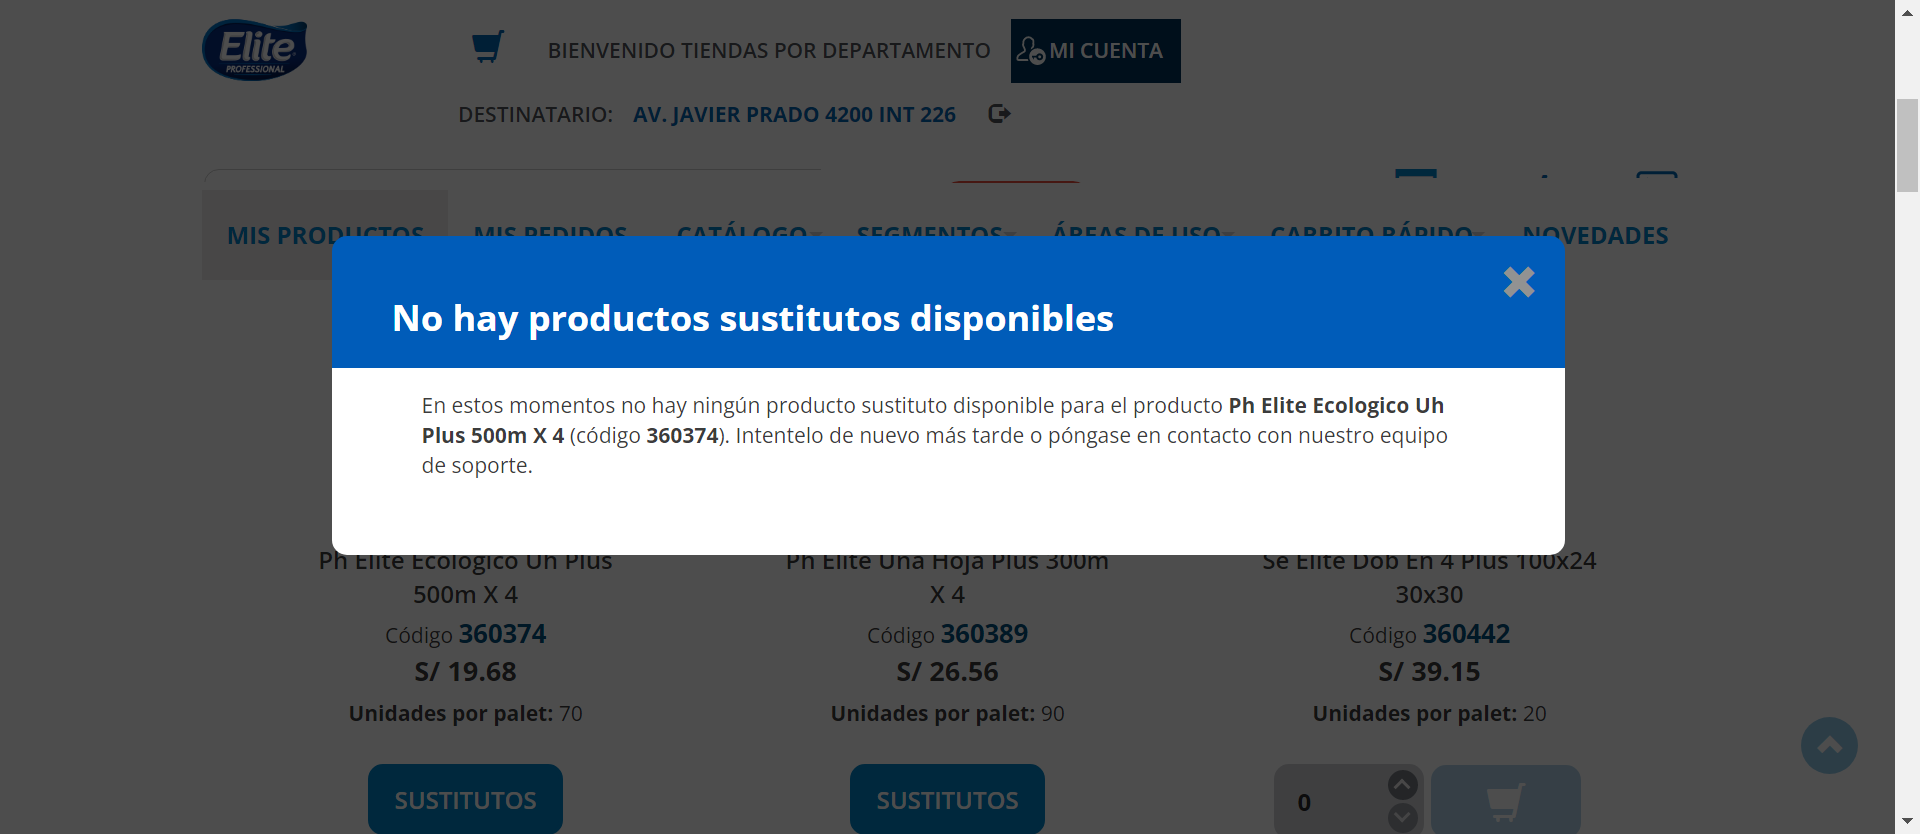 Elite
PROFESSIONAL
BIENVENIDO TIENDAS POR DEPARTAMENTO
MI CUENTA
DESTINATARIO: AV. JAVIER PRADO 4200 INT 226
MIS PRODUCTOS MIS PEDIDOS CATÁLOGO SEGMENTOS ÁREAS DE USO CARRITO RÁPIDO NOVEDADES
No hay productos sustitutos disponibles
En estos momentos no hay ningún producto sustituto disponible para el producto Ph Elite Ecologico Uh
Plus 500m X 4 (código 360374). Intentelo de nuevo más tarde o póngase en contacto con nuestro equipo
de soporte.
Ph Elite Ecologico Uh Plus
500m X 4
Código 360374
S/ 19.68
Unidades por palet: 70
SUSTITUTOS
Ph Elite Una Hoja Plus 300m
X 4
Código 360389
S/ 26.56
Unidades por palet: 90
SUSTITUTOS
Se Elite Dob En 4 Plus 100x24
30x30
Código 360442
S/ 39.15
Unidades por palet: 20
0